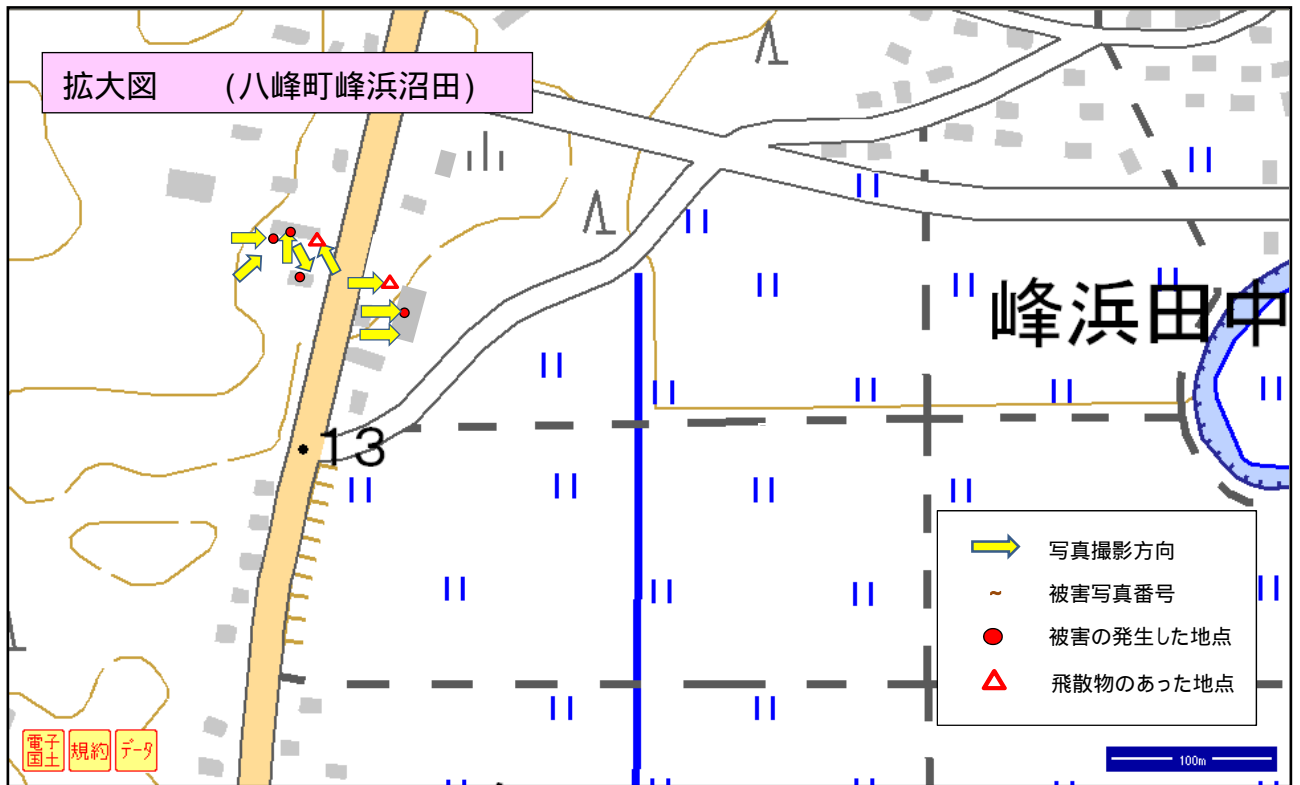 拡大図　　(八峰町峰浜沼田)
峰浜田中
13
写真撮影方向
~ 被害写真番号
被害の発生した地点
飛散物のあった地点
電子国土 規約 データ
100m